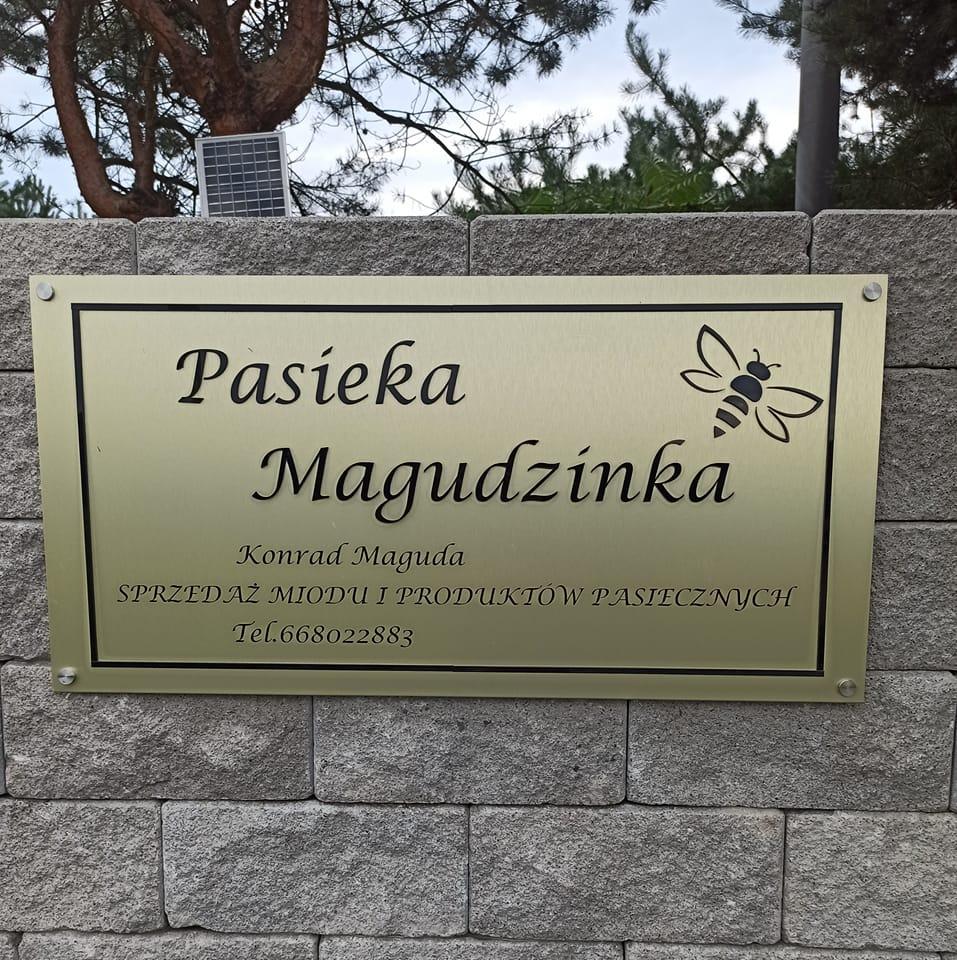 Pasieka
Magudzinka
Konrad Maguda
SPRZEDAŻ MIODU I PRODUKTÓW PASIECZNYCH
Tel.668022883